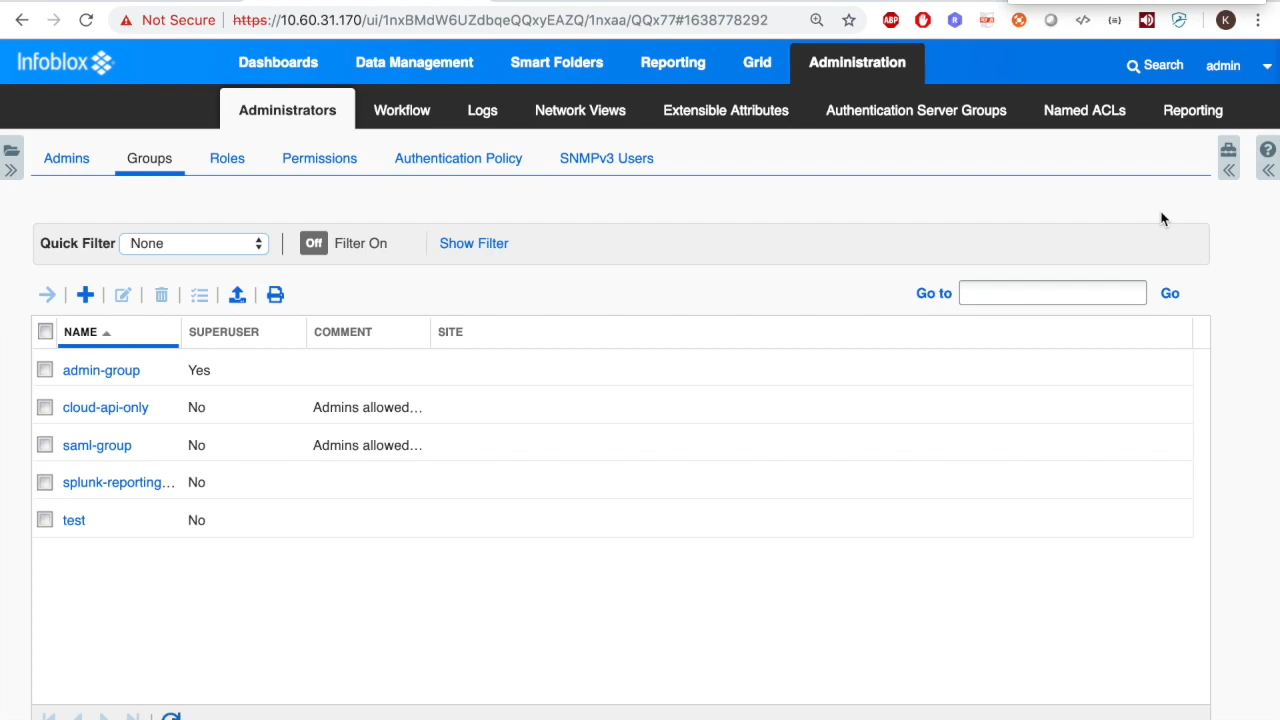 Not Secure https://10.60.31.170/ui/1nxBMdW6UZdbqeQQxyEAZQ/1nxaa/QQx77#1638778292 ABP K
Infoblox Dashboards Data Management Smart Folders Reporting Grid Administration Search admin
Administrators Workflow Logs Network Views Extensible Attributes Authentication Server Groups Named ACLs Reporting
Admins Groups Roles Permissions Authentication Policy SNMPv3 Users
Quick Filter None Off Filter On Show Filter
Go to Go
NAME SUPERUSER COMMENT SITE
admin-group Yes
cloud-api-only No Admins allowed...
saml-group No Admins allowed...
splunk-reporting... No
test No